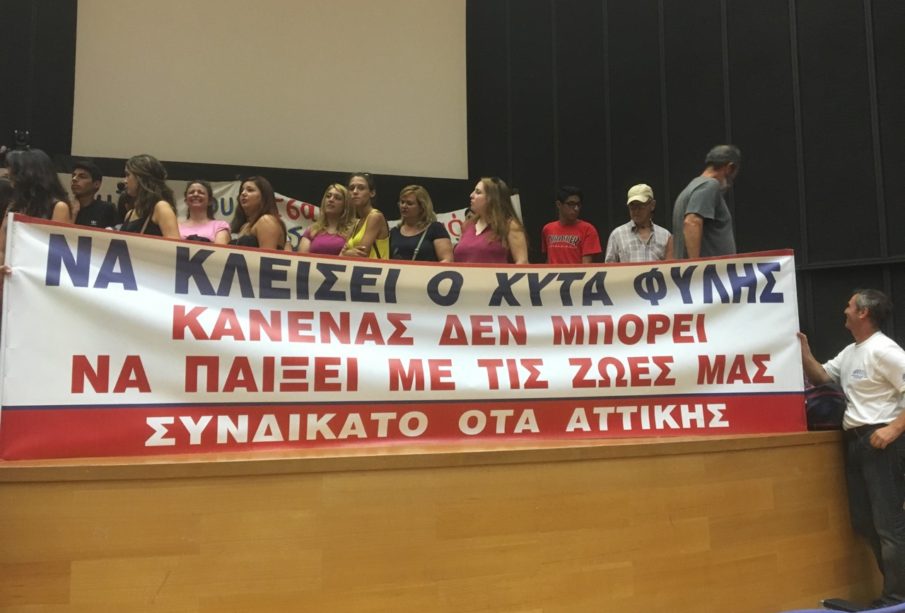 ΝΑ ΚΛΕΙΣΕΙ Ο ΧΥΤΑ ΦΥΛΗΣ
ΚΑΝΕΝΑΣ ΔΕΝ ΜΠΟΡΕΙ
ΝΑ ΠΑΙΞΕΙ ΜΕ ΤΙΣ ΖΩΕΣ ΜΑΣ
ΣΥΝΔΙΚΑΤΟ ΟΤΑ ΑΤΤΙΚΗΣ